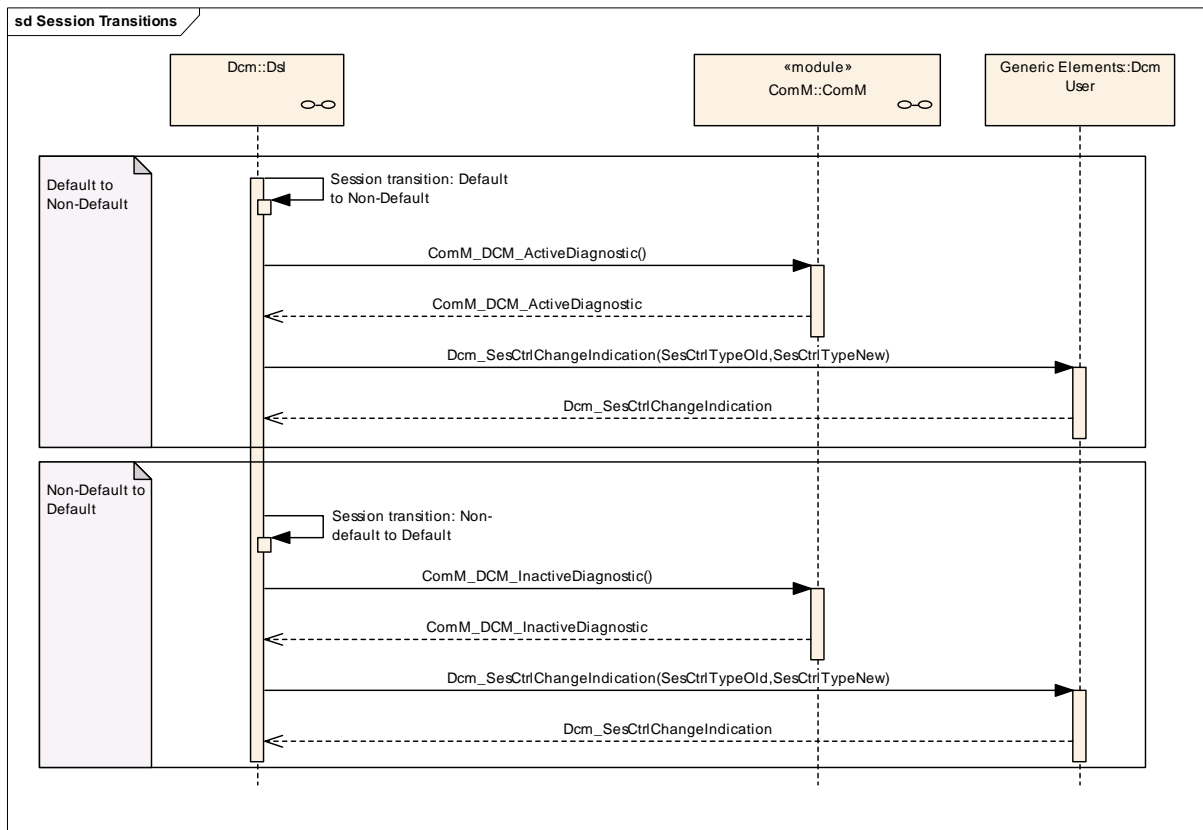 sd Session Transitions
Dcm::Dsl
«module»
ComM::ComM
Generic Elements::Dcm
User
Default to
Non-Default
Session transition: Default
to Non-Default
ComM_DCM_ActiveDiagnostic()
ComM_DCM_ActiveDiagnostic
Dcm_SesCtrlChangeIndication(SesCtrlTypeOld,SesCtrlTypeNew)
Dcm_SesCtrlChangeIndication
Non-Default to
Default
Session transition: Non-
default to Default
ComM_DCM_InactiveDiagnostic()
ComM_DCM_InactiveDiagnostic
Dcm_SesCtrlChangeIndication(SesCtrlTypeOld,SesCtrlTypeNew)
Dcm_SesCtrlChangeIndication